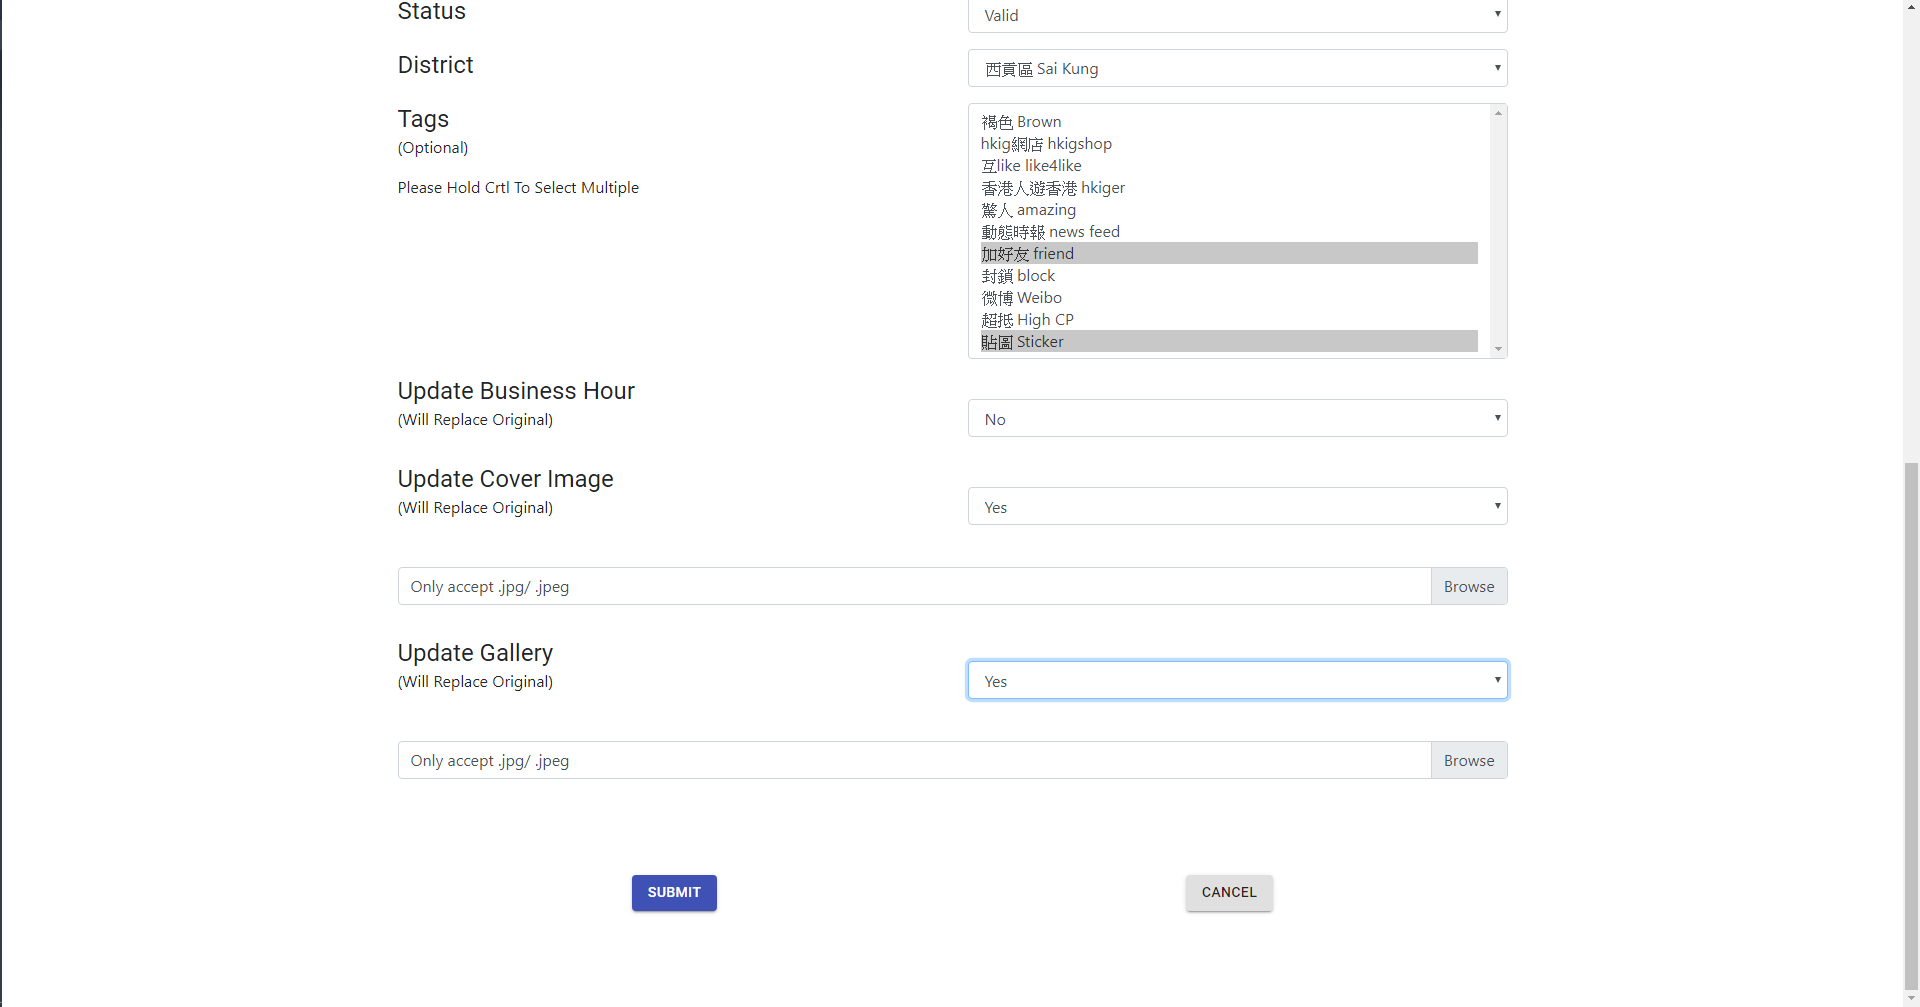 Status
Valid
District
西貢區 Sai Kung
Tags
(Optional)
Please Hold Crtl To Select Multiple
褐色 Brown
hkig網店 hkigshop
互like like4like
香港人遊香港 hkiger
驚人 amazing
動態時報 news feed
加好友 friend
封鎖 block
微博 Weibo
超抵 High CP
貼圖 Sticker
Update Business Hour
(Will Replace Original)
No
Update Cover Image
(Will Replace Original)
Yes
Only accept .jpg/ .jpeg
Browse
Update Gallery
(Will Replace Original)
Yes
Only accept .jpg/ .jpeg
Browse
SUBMIT
CANCEL